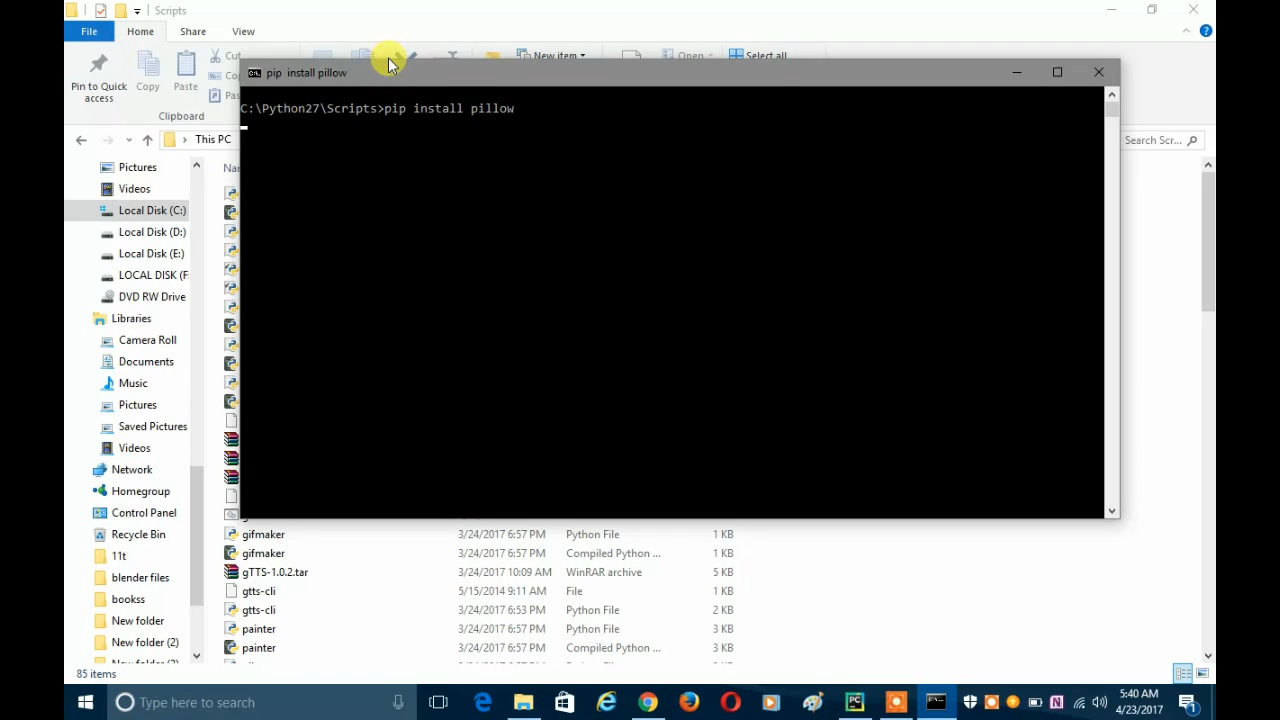 Scripts
File
Home
Share
View
Cut
New item
Open
Select all
Pin to Quick access
Copy
Paste
Clipboard
pip  install pillow
C:\Python27\Scripts>pip install pillow
This PC
Search Scr...
Pictures
Videos
Local Disk (C:)
Local Disk (D:)
Local Disk (E:)
LOCAL DISK (F:
DVD RW Drive
Libraries
Camera Roll
Documents
Music
Pictures
Saved Pictures
Videos
Network
Homegroup
Control Panel
Recycle Bin
11t
blender files
bookss
New folder
New folder (2)
gifmaker 3/24/2017 6:57 PM Python File 1 KB
gifmaker 3/24/2017 6:57 PM Compiled Python ... 1 KB
gTTS-1.0.2.tar 3/24/2017 10:09 AM WinRAR archive 5 KB
gtts-cli 5/15/2014 9:11 AM File 1 KB
gtts-cli 3/24/2017 6:53 PM Python File 2 KB
painter 3/24/2017 6:57 PM Python File 3 KB
painter 3/24/2017 6:57 PM Compiled Python ... 3 KB
85 items
Type here to search
5:40 AM
4/23/2017